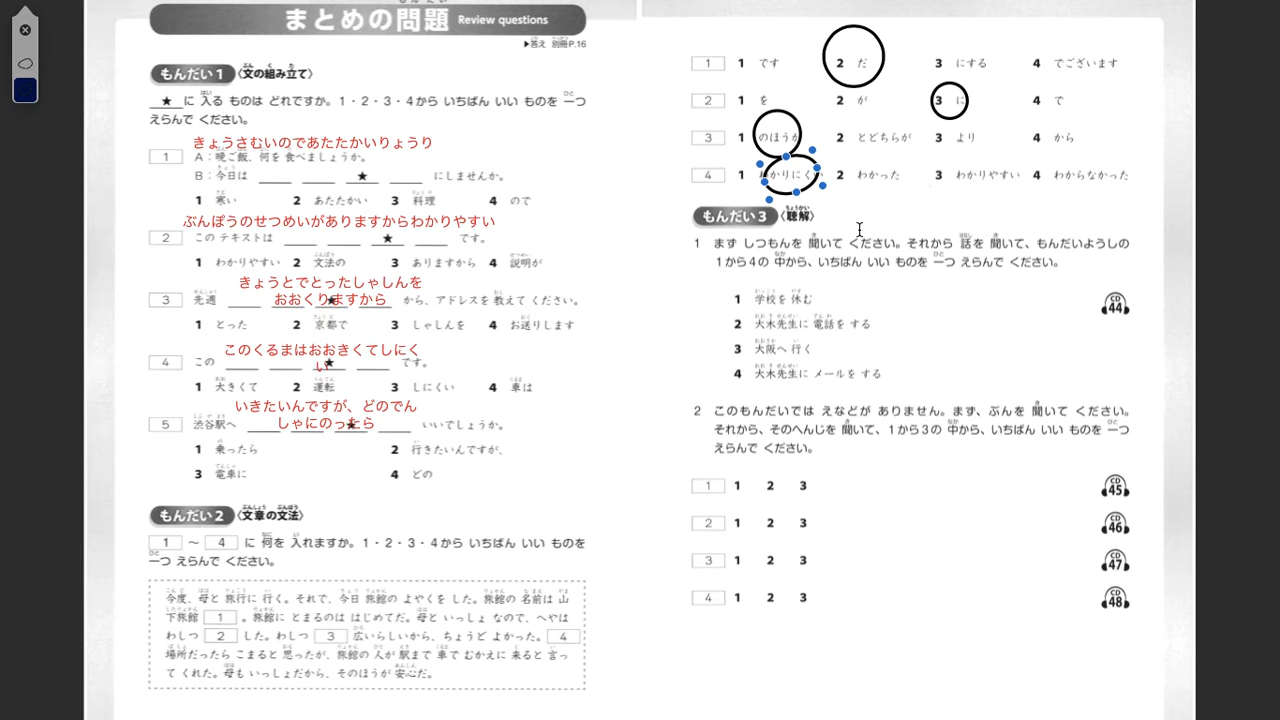 まとめの問題 Review questions
▶答え 別冊P.16
もんだい1 〈文の組み立て〉
★ に 入る ものは どれですか。1・2・3・4から いちばん いい ものを 一つ
えらんで ください。
きょうさむいのであたたかいりょうり
1 A:晩ご飯、何を 食べましょうか。
B:今日は ____ ____ ★ ____ にしませんか。
1 寒い 2 あたたかい 3 料理 4 ので
ぶんぽうのせつめいがありますからわかりやすい
2 この テキストは ____ ____ ★ ____ です。
1 わかりやすい 2 文法の 3 ありますから 4 説明が
きょうとでとったしゃしんを
おおくりますから
3 先週 ____ ____ ★ ____ から、アドレスを 教えて ください。
1 とった 2 京都で 3 しゃしんを 4 お送りします
このくるまはおおきくてしにく
い
4 この ____ ____ ★ ____ です。
1 大きくて 2 運転 3 しにくい 4 車は
いきたいんですが、どのでん
しゃにのったら
5 渋谷駅へ ____ ____ ★ ____ いいでしょうか。
1 乗ったら 2 行きたいんですが、
3 電車に 4 どの
もんだい2 〈文章の文法〉
1 ~ 4 に 何を 入れますか。1・2・3・4から いちばん いい ものを
一つ えらんで ください。
今度、母と 旅行に 行く。それで、今日 旅館の よやくを した。旅館の 名前は 山
下旅館 1 。旅館に とまるのは はじめてだ。母と いっしょ なので、へやは
わしつ 2 した。わしつ 3 広いらしいから、ちょうど よかった。 4
場所だったら こまると 思ったが、旅館の 人が 駅まで 車で むかえに 来ると 言っ
て くれた。母も いっしょだから、そのほうが 安心だ。
1 1 です 2 だ 3 にする 4 でございます
2 1 を 2 が 3 に 4 で
3 1 のほうが 2 とどちらが 3 より 4 から
4 1 わかりにくい 2 わかった 3 わかりやすい 4 わからなかった
もんだい3 〈聴解〉
1 まず しつもんを 聞いて ください。それから 話を 聞いて、もんだいようしの
1から4の 中から、いちばん いい ものを 一つ えらんで ください。
1 学校を 休む
CD 44
2 大木先生に 電話を する
3 大阪へ 行く
4 大木先生に メールを する
2 このもんだいでは えなどが ありません。まず、ぶんを 聞いて ください。
それから、そのへんじを 聞いて、1から3の 中から、いちばん いい ものを 一つ
えらんで ください。
1 1 2 3 CD 45
2 1 2 3 CD 46
3 1 2 3 CD 47
4 1 2 3 CD 48